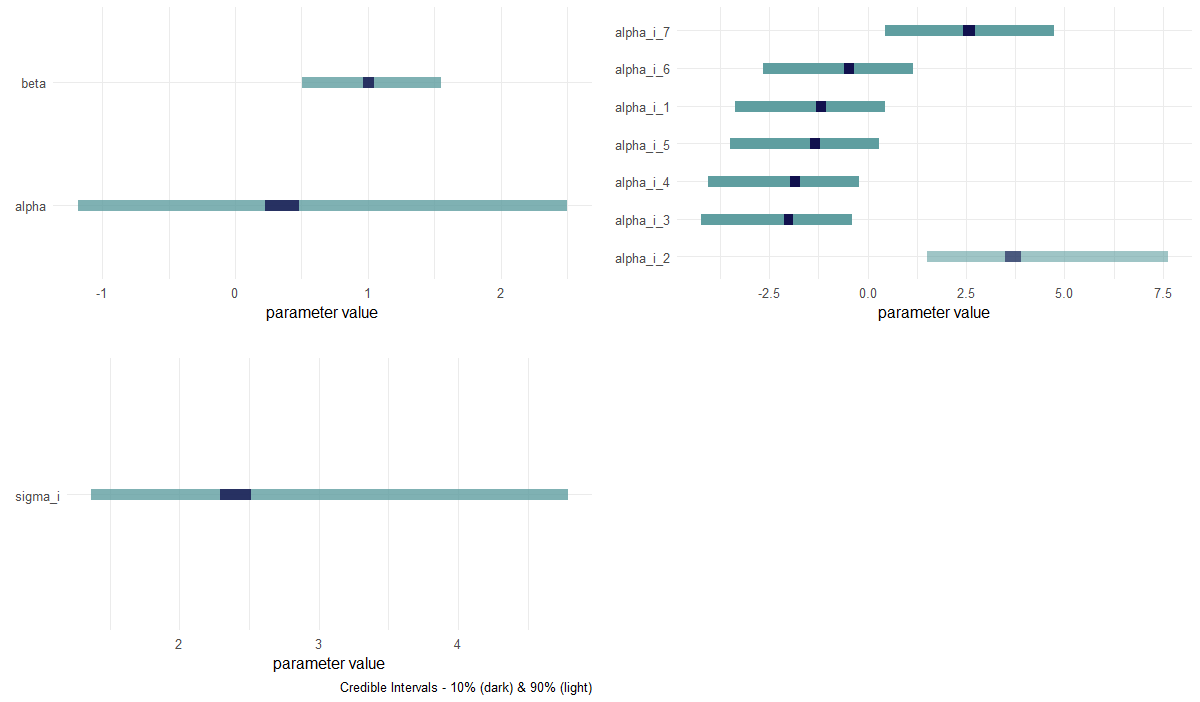 beta
alpha
-1 0 1 2
parameter value
alpha_i_7
alpha_i_6
alpha_i_1
alpha_i_5
alpha_i_4
alpha_i_3
alpha_i_2
-2.5 0.0 2.5 5.0 7.5
parameter value
sigma_i
2 3 4
parameter value
Credible Intervals - 10% (dark) & 90% (light)